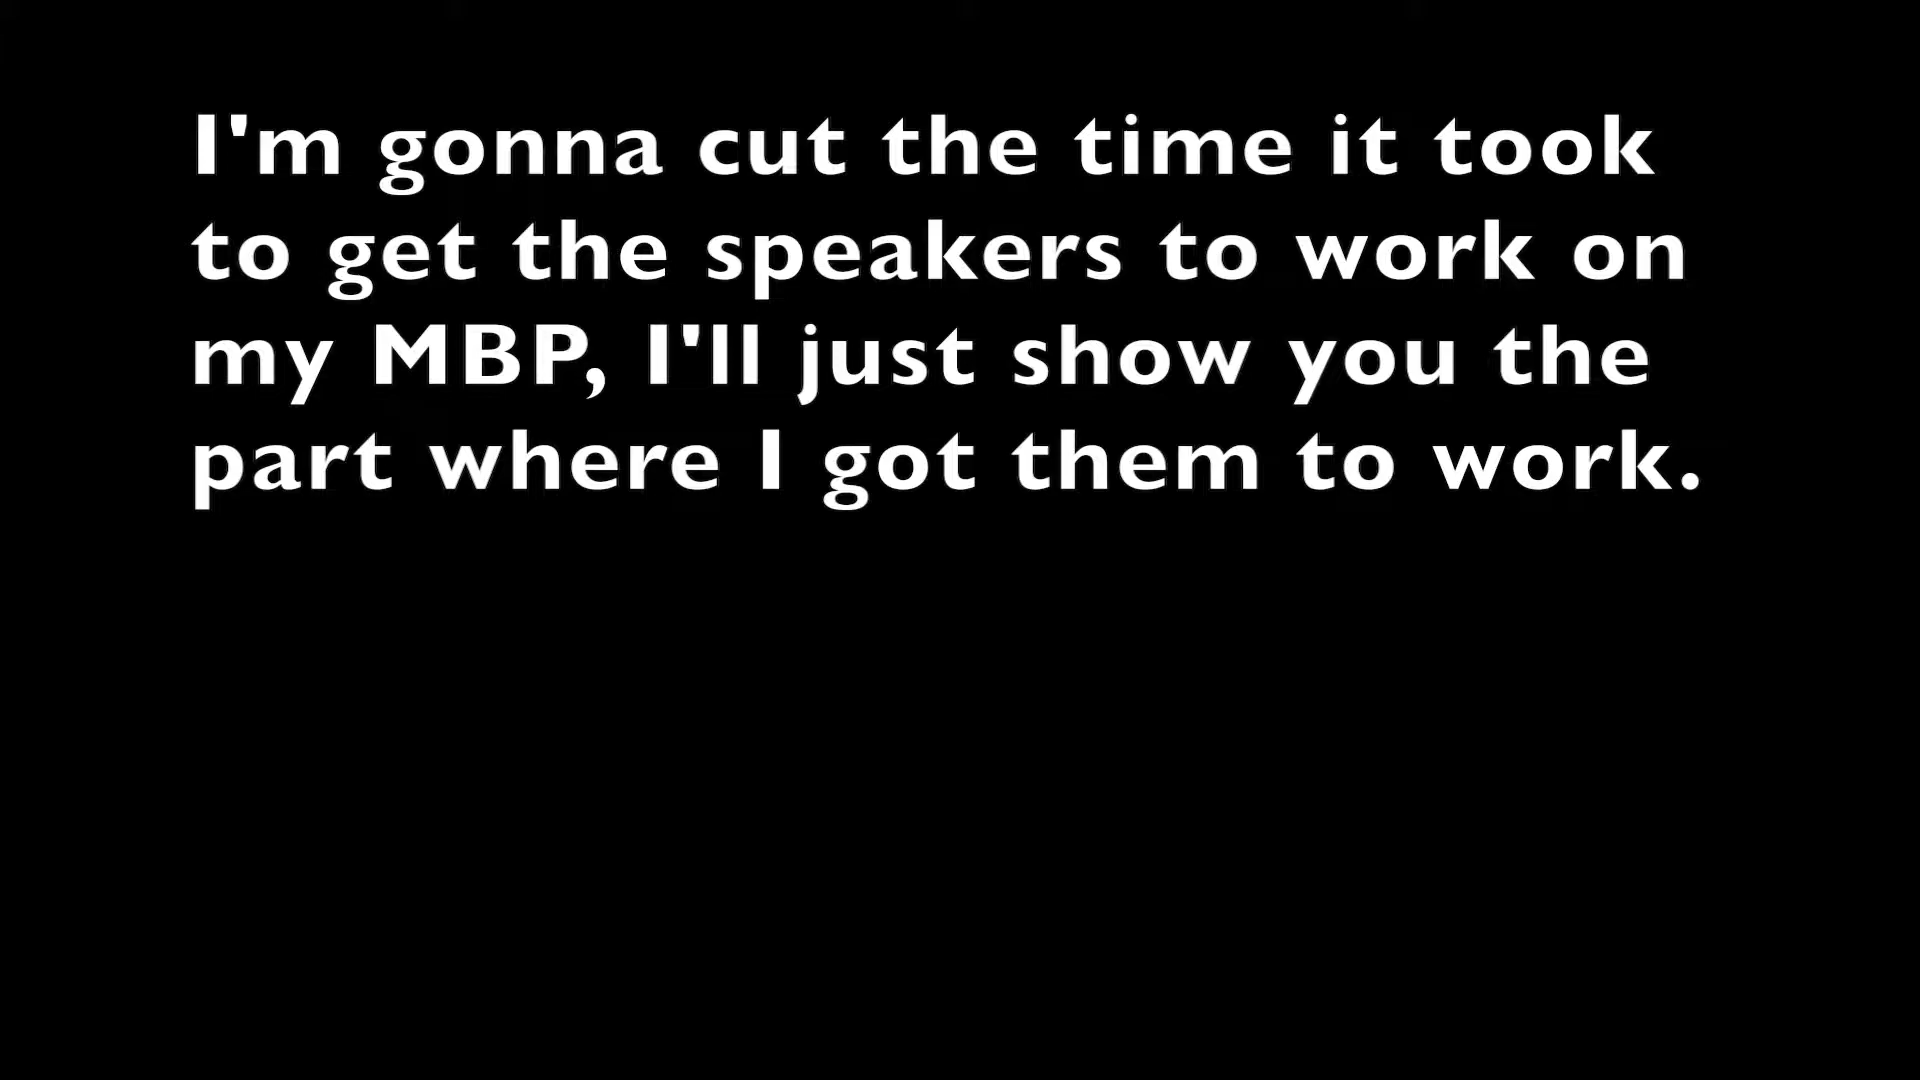 I'm gonna cut the time it took
to get the speakers to work on
my MBP, I'll just show you the
part where I got them to work.